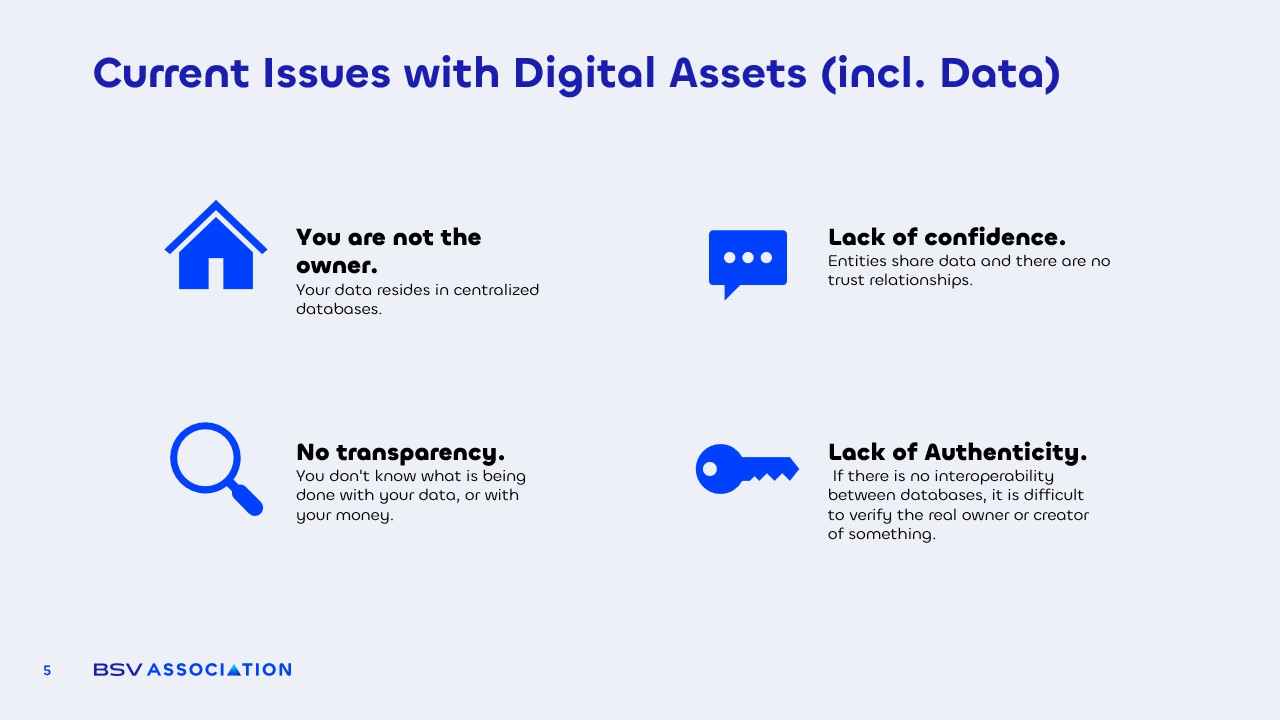 Current Issues with Digital Assets (incl. Data)
You are not the
owner.
Your data resides in centralized
databases.
Lack of confidence.
Entities share data and there are no
trust relationships.
No transparency.
You don't know what is being
done with your data, or with
your money.
Lack of Authenticity.
If there is no interoperability
between databases, it is difficult
to verify the real owner or creator
of something.
5
BSV ASSOCIATION